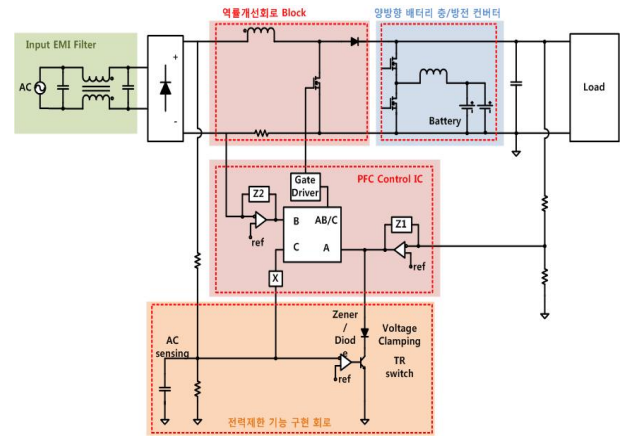 역률개선회로 Block
양방향 배터리 충/방전 컨버터
Input EMI Filter
AC
+
-
Battery
Load
PFC Control IC
Gate
Driver
Z2
B
AB/C
C
A
Z1
ref
ref
X
Zener
/
Diod
e
Voltage
Clamping
AC
sensing
TR
switch
ref
전력제한 기능 구현 회로